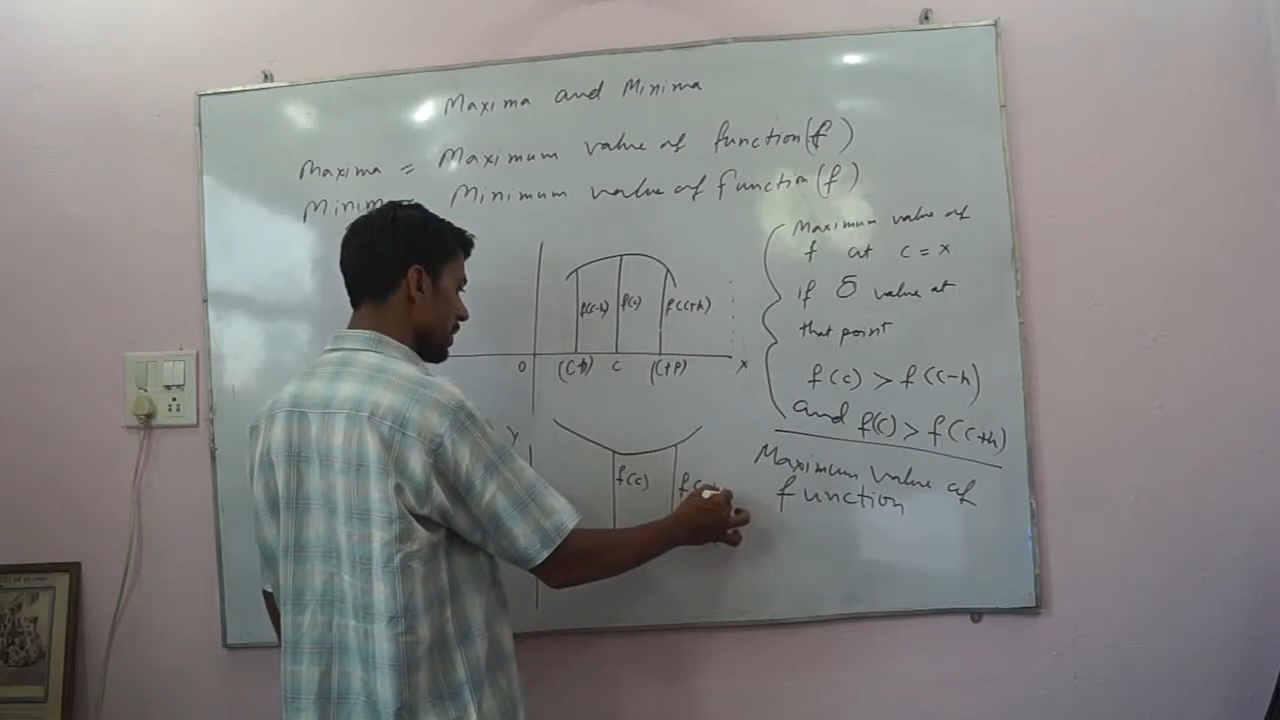 Maxima and Minima
Maxima = Maximum value of function(f)
Minima = Minimum value of function(f)
f(c-h) f(c) f(c+h)
O (c-h) c (c+h) x
Maximum value of
f at c = x
if δ value at
that point
f(c) > f(c-h)
and f(c) > f(c+h)
Maximum value of
function
y
f(c)